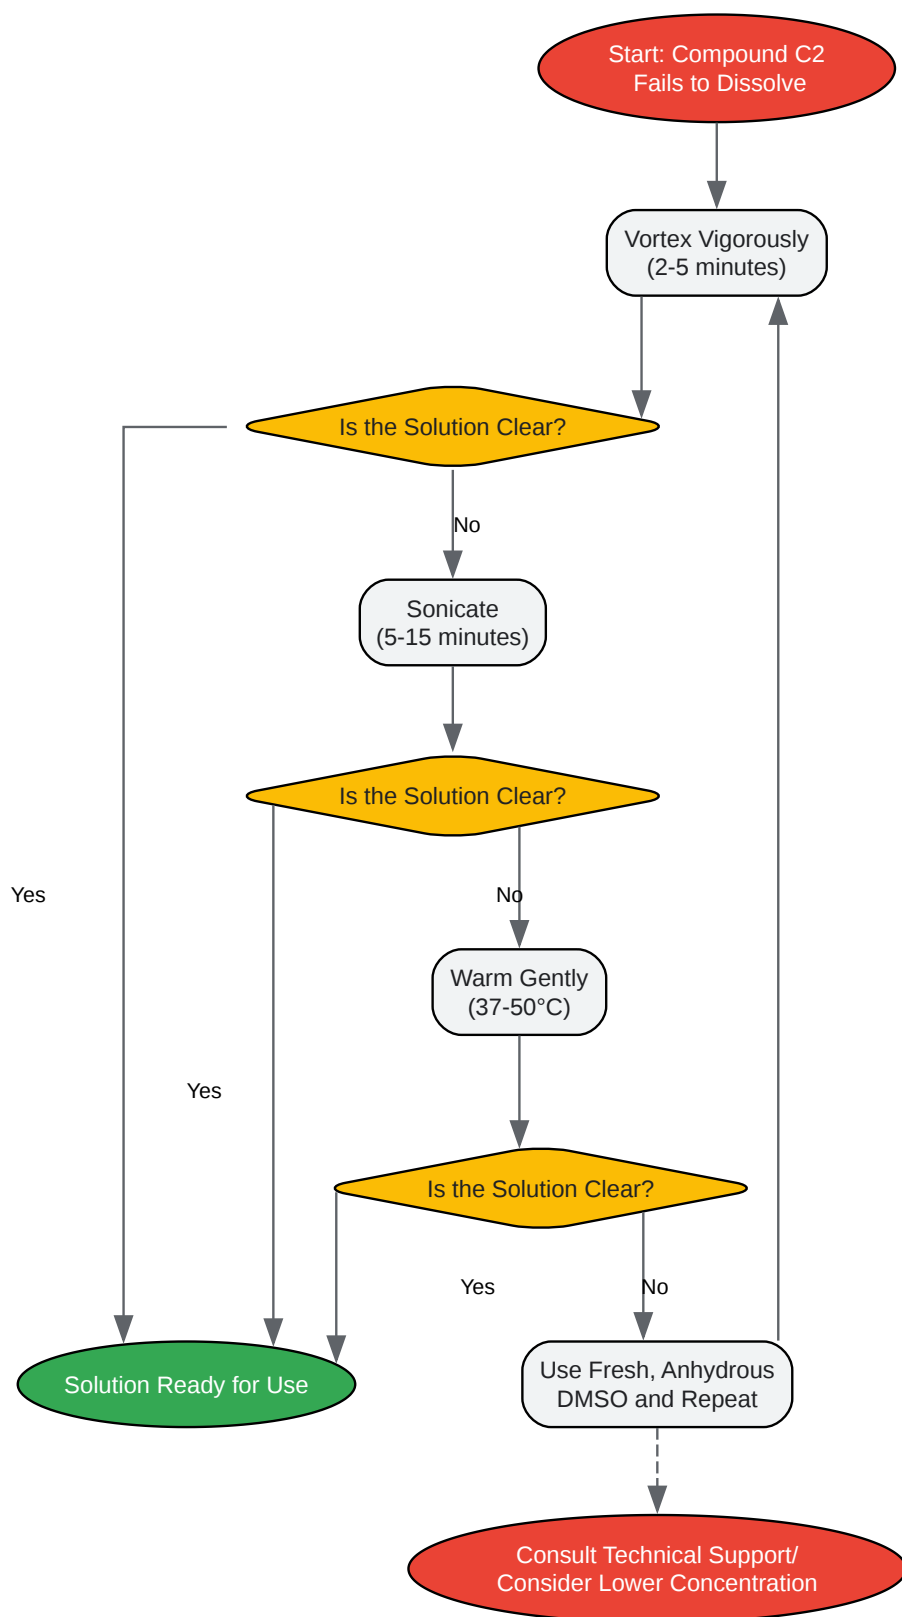 Start: Compound C2
Fails to Dissolve
Vortex Vigorously
(2-5 minutes)
Is the Solution Clear?
No
Sonicate
(5-15 minutes)
Is the Solution Clear?
Yes
No
Warm Gently
(37-50°C)
Yes
Is the Solution Clear?
Yes
No
Solution Ready for Use
Use Fresh, Anhydrous
DMSO and Repeat
Consult Technical Support/
Consider Lower Concentration